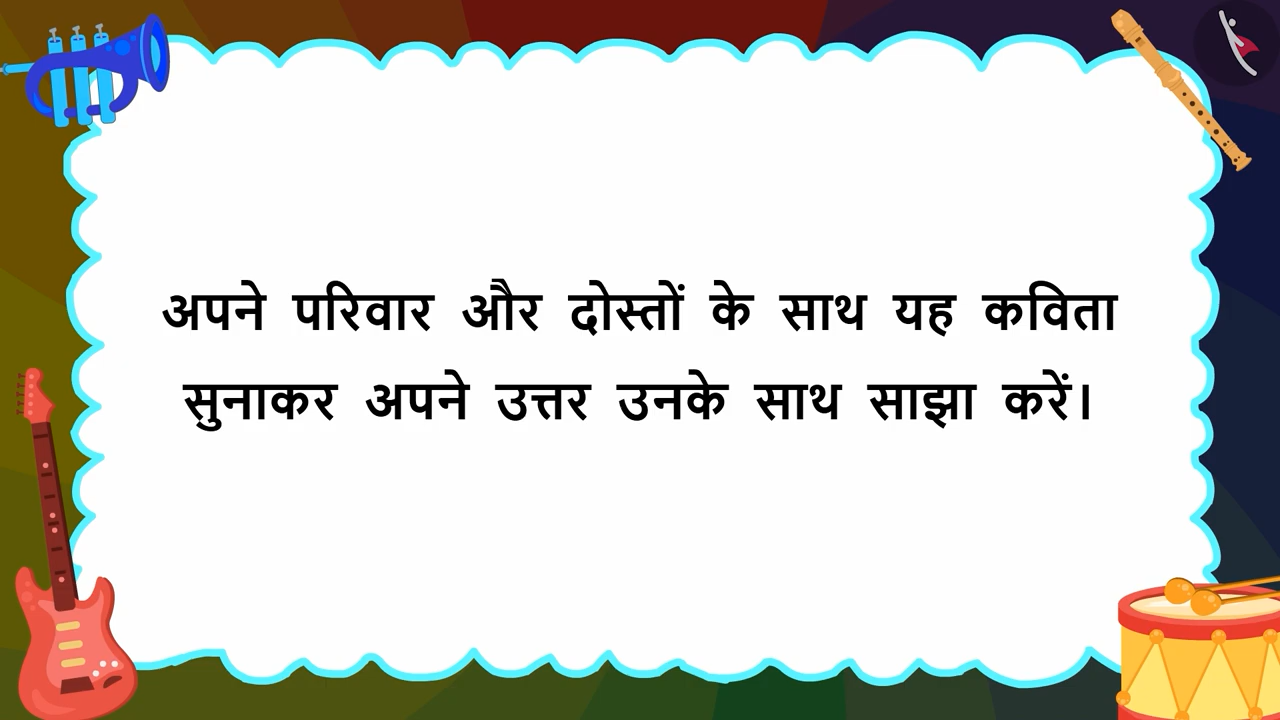 अपने परिवार और दोस्तों के साथ यह कविता
सुनाकर अपने उत्तर उनके साथ साझा करें।